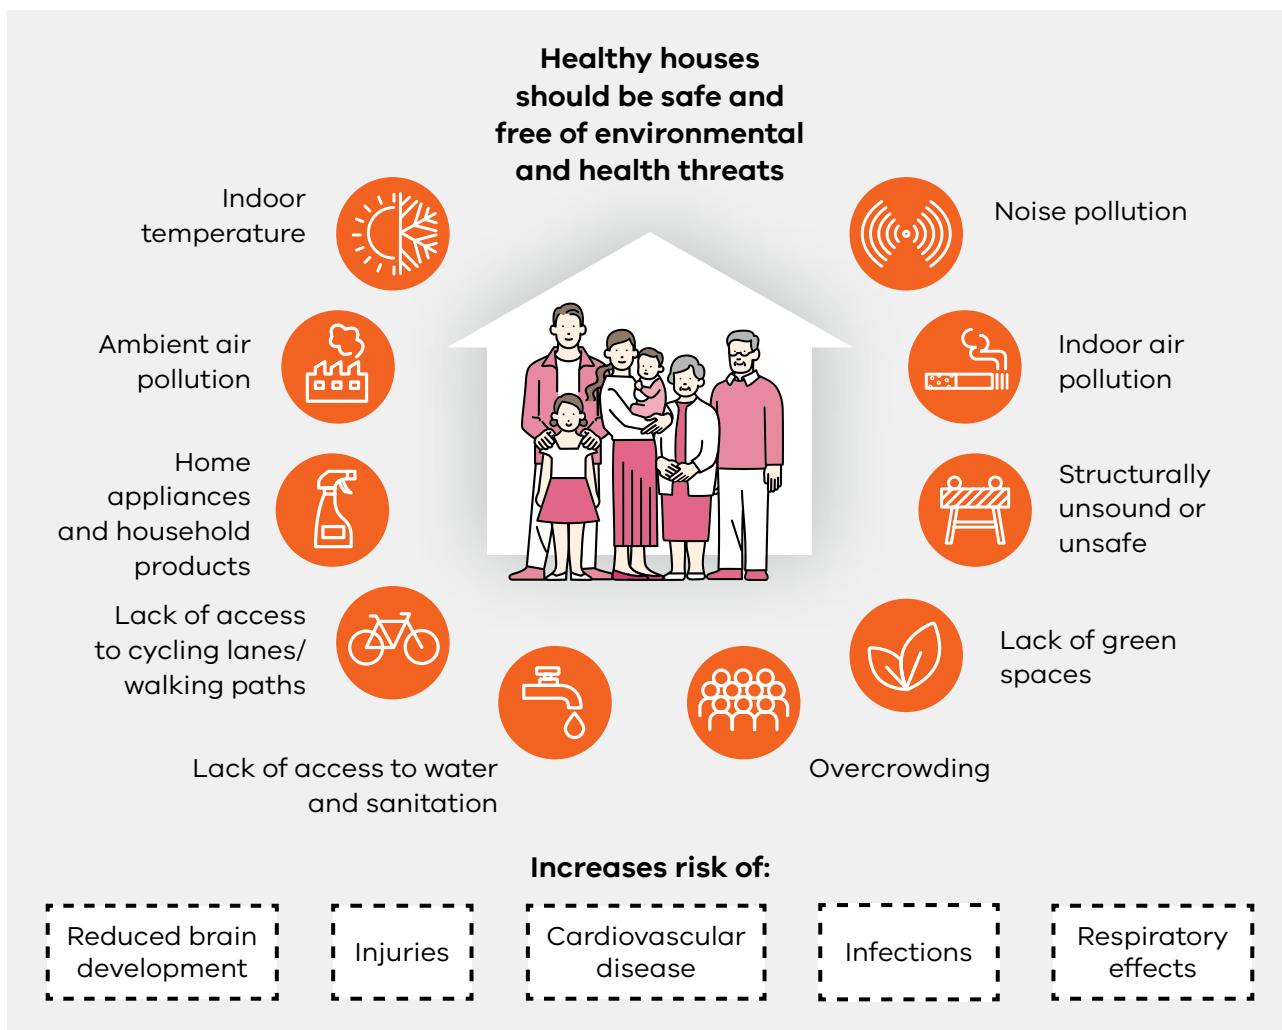 Healthy houses
should be safe and
free of environmental
and health threats
Indoor
temperature
Ambient air
pollution
Home
appliances
and household
products
Lack of access
to cycling lanes/
walking paths
Lack of access to water
and sanitation
Noise pollution
Indoor air
pollution
Structurally
unsound or
unsafe
Lack of green
spaces
Overcrowding
Increases risk of:
Reduced brain
development
Injuries
Cardiovascular
disease
Infections
Respiratory
effects